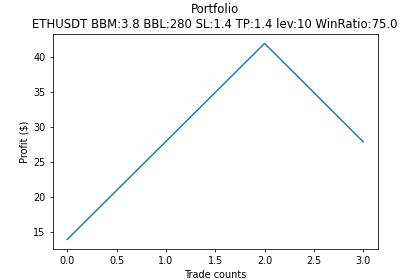 Portfolio
ETHUSDT BBM:3.8 BBL:280 SL:1.4 TP:1.4 lev:10 WinRatio:75.0
Profit ($)
40
35
30
25
20
15
0.0 0.5 1.0 1.5 2.0 2.5 3.0
Trade counts